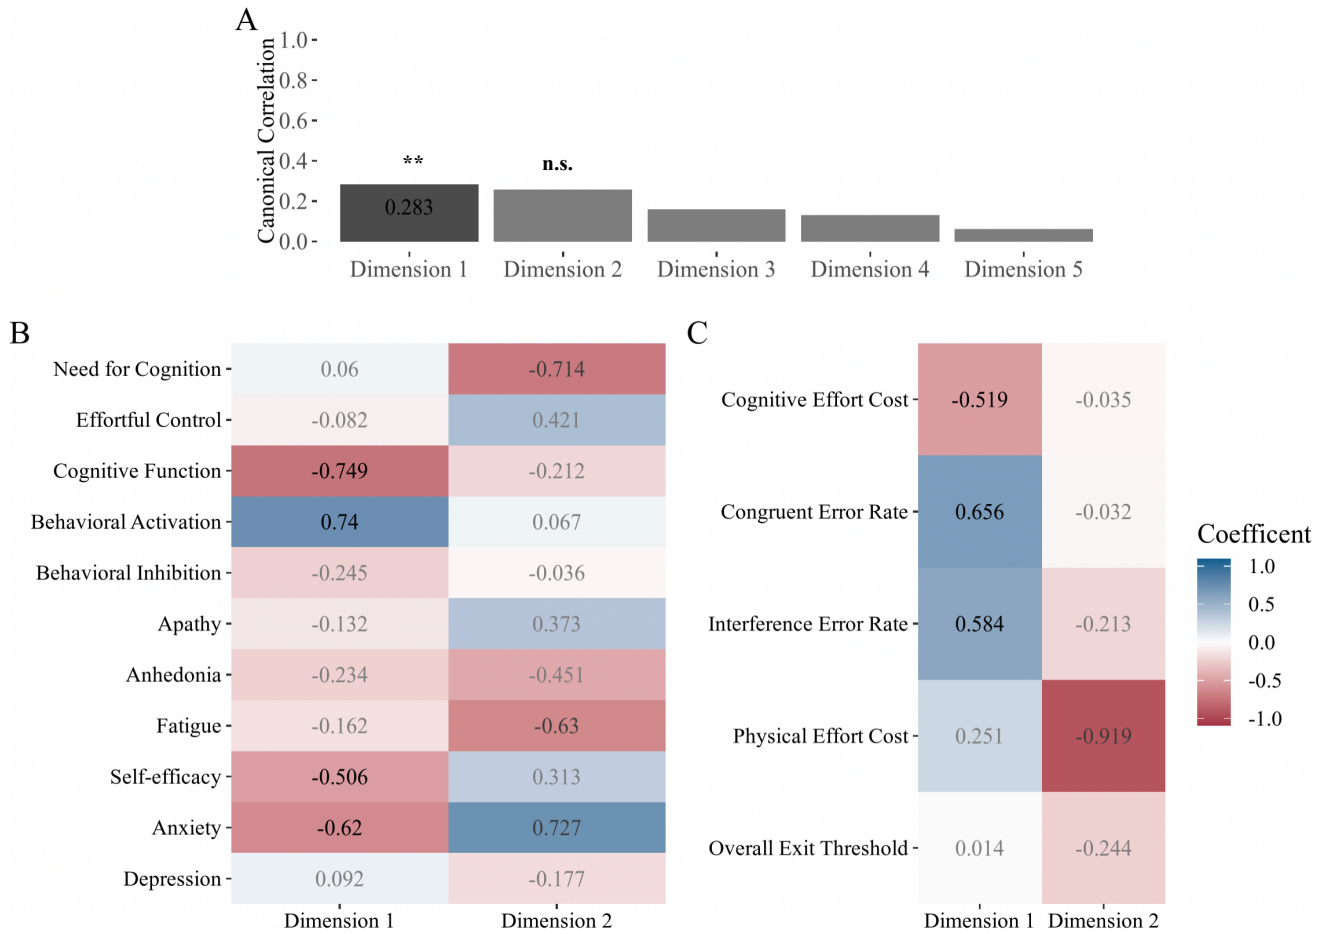 A
Canonical Correlation
1.0
0.8
0.6
0.4
0.2
0.0
**
n.s.
0.283
Dimension 1
Dimension 2
Dimension 3
Dimension 4
Dimension 5
B
Need for Cognition 0.06 -0.714
Effortful Control -0.082 0.421
Cognitive Function -0.749 -0.212
Behavioral Activation 0.74 0.067
Behavioral Inhibition -0.245 -0.036
Apathy -0.132 0.373
Anhedonia -0.234 -0.451
Fatigue -0.162 -0.63
Self-efficacy -0.506 0.313
Anxiety -0.62 0.727
Depression 0.092 -0.177
Dimension 1 Dimension 2
C
Cognitive Effort Cost -0.519 -0.035
Congruent Error Rate 0.656 -0.032
Interference Error Rate 0.584 -0.213
Physical Effort Cost 0.251 -0.919
Overall Exit Threshold 0.014 -0.244
Dimension 1 Dimension 2
Coefficent
1.0
0.5
0.0
-0.5
-1.0